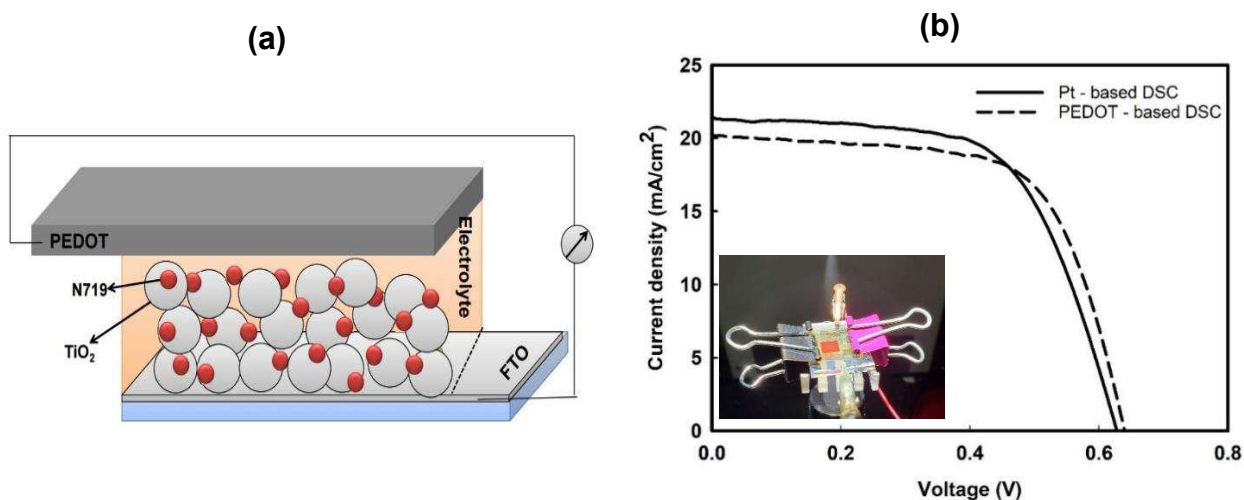 (a)
PEDOT
N719
TiO₂
Electrolyte
FTO
(b)
25
20
15
10
5
0
Current density (mA/cm²)
Pt - based DSC
PEDOT - based DSC
0.0 0.2 0.4 0.6 0.8
Voltage (V)